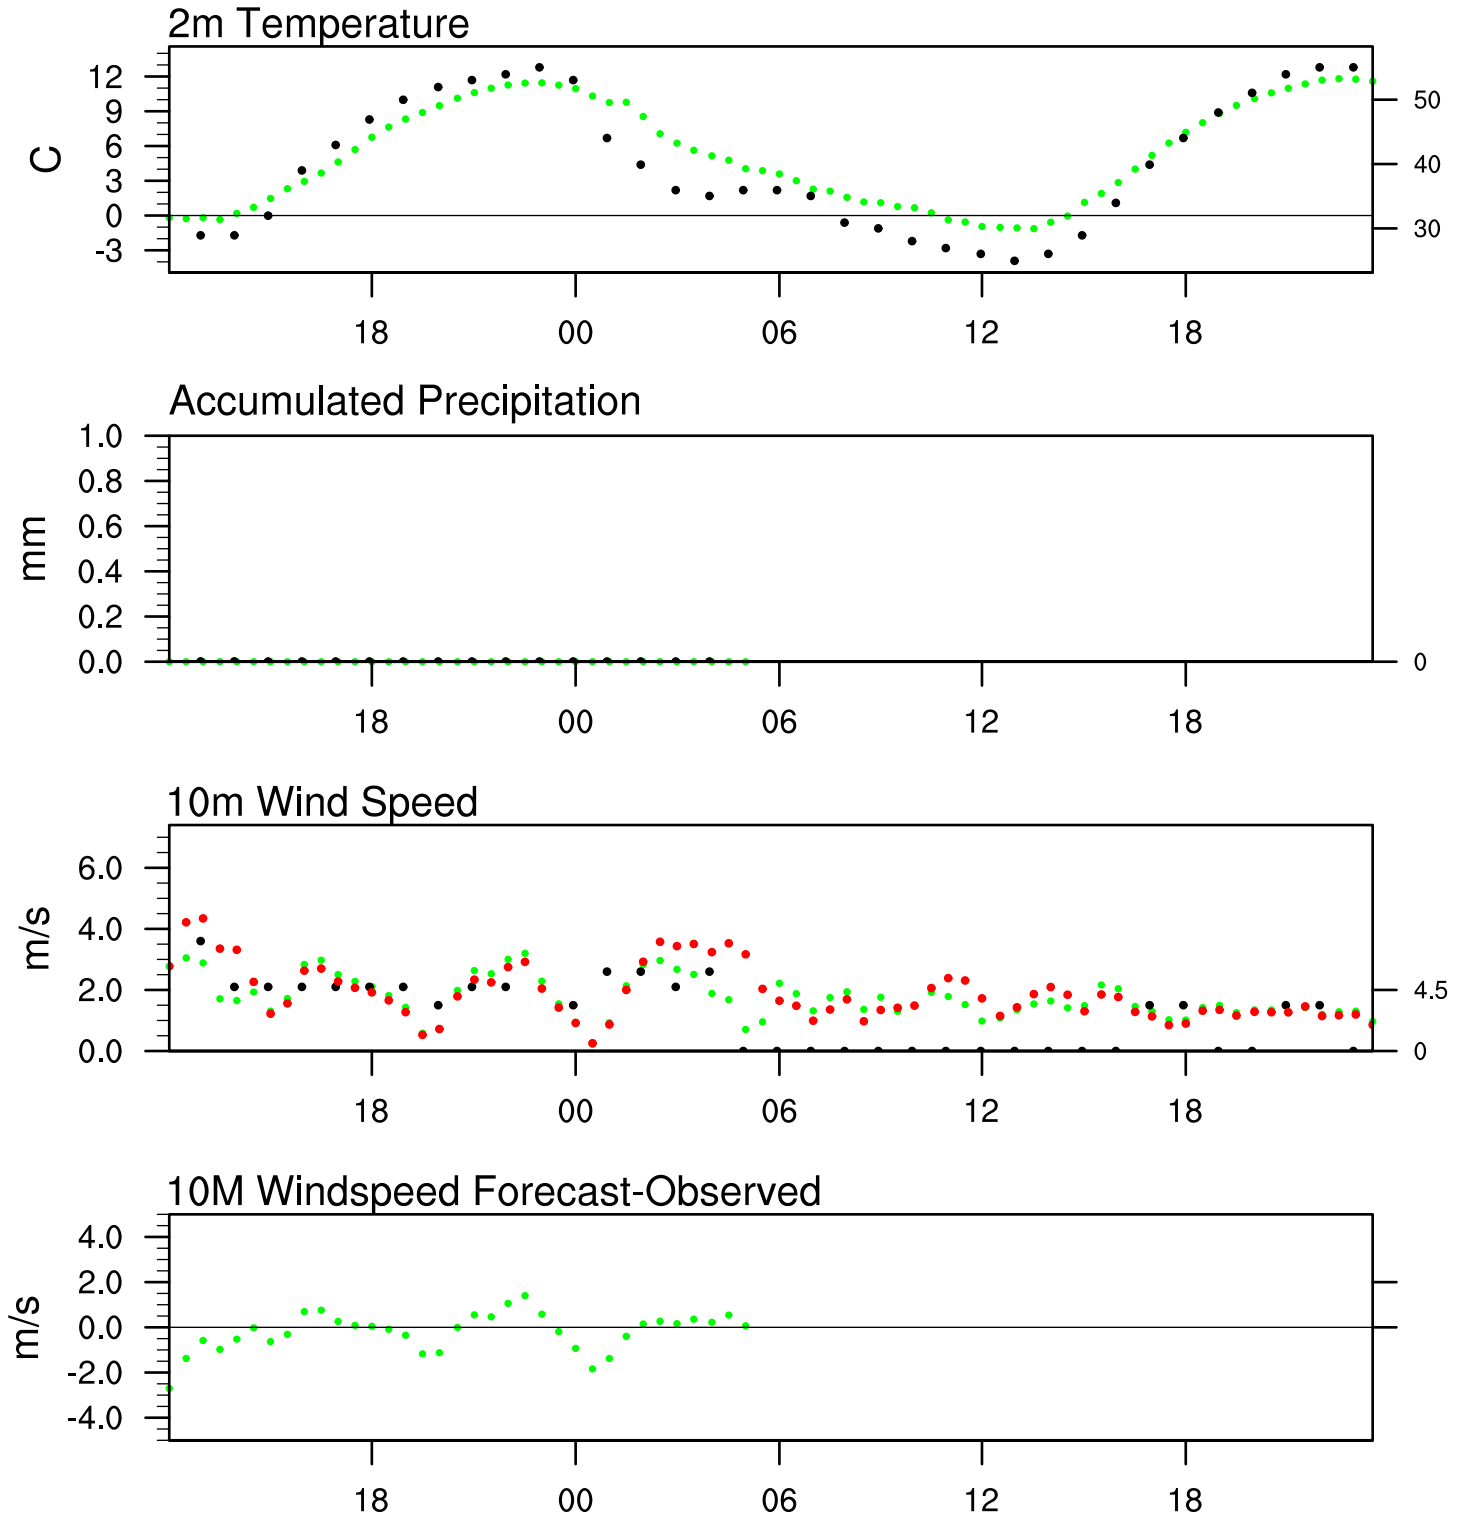 2m Temperature
12
9
6
3
0
-3
C
50
40
30
18 00 06 12 18
Accumulated Precipitation
1.0
0.8
0.6
0.4
0.2
0.0
mm
0
18 00 06 12 18
10m Wind Speed
6.0
4.0
2.0
0.0
m/s
4.5
0
18 00 06 12 18
10M Windspeed Forecast-Observed
4.0
2.0
0.0
-2.0
-4.0
m/s
18 00 06 12 18